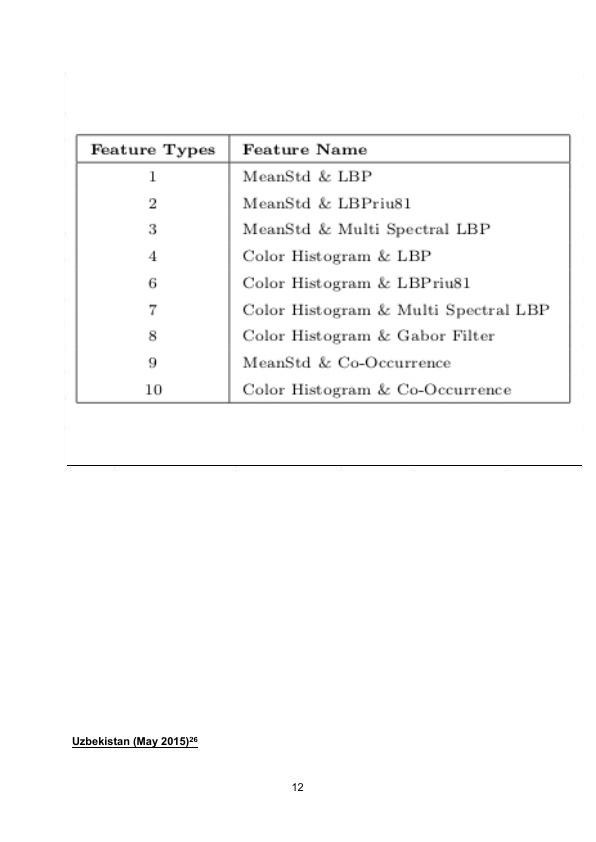 Feature Types Feature Name
1 MeanStd & LBP
2 MeanStd & LBPriu81
3 MeanStd & Multi Spectral LBP
4 Color Histogram & LBP
6 Color Histogram & LBPriu81
7 Color Histogram & Multi Spectral LBP
8 Color Histogram & Gabor Filter
9 MeanStd & Co-Occurrence
10 Color Histogram & Co-Occurrence
Uzbekistan (May 2015)26
12